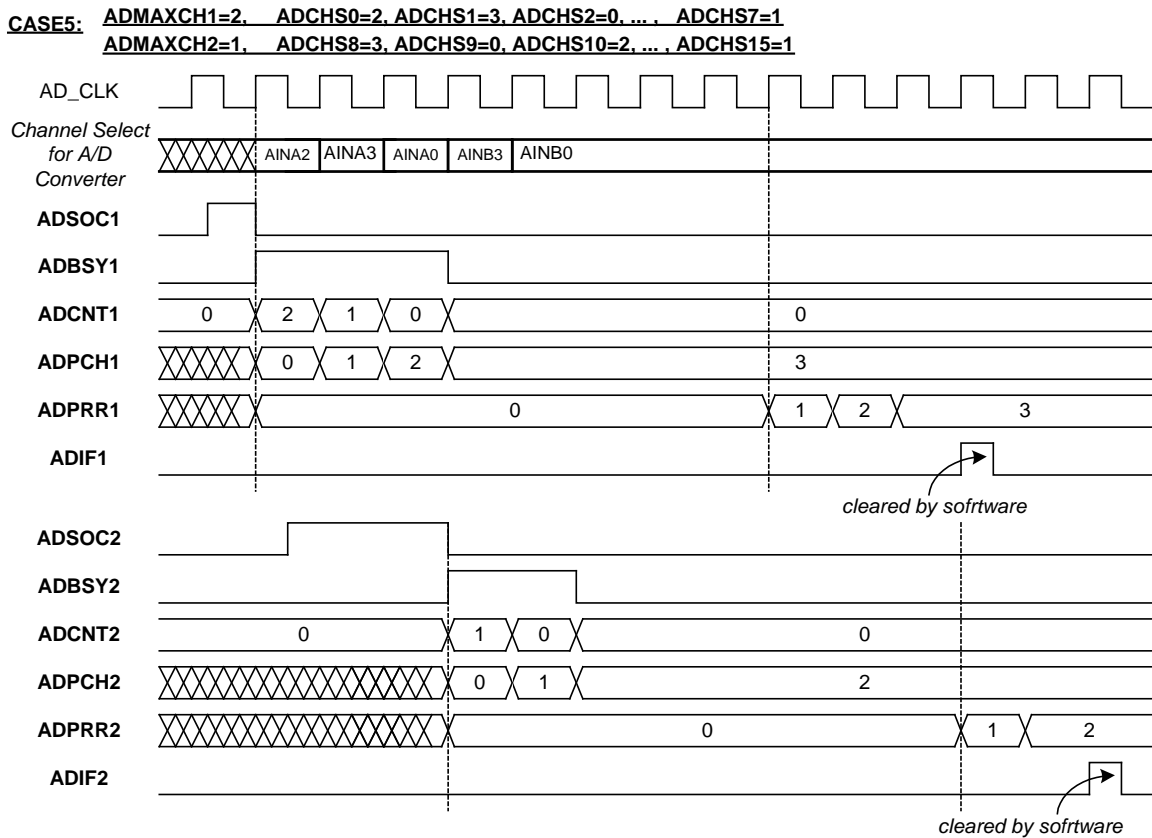 CASE5: ADMAXCH1=2, ADCHS0=2, ADCHS1=3, ADCHS2=0, ... , ADCHS7=1
ADMAXCH2=1, ADCHS8=3, ADCHS9=0, ADCHS10=2, ... , ADCHS15=1
AD_CLK
Channel Select
for A/D
Converter
AINA2 AINA3 AINA0 AINB3 AINB0
ADSOC1
ADBSY1
ADCNT1 0 2 1 0 0
ADPCH1 0 1 2 3
ADPRR1 0 1 2 3
ADIF1
cleared by sofrtware
ADSOC2
ADBSY2
ADCNT2 0 1 0 0
ADPCH2 0 1 2
ADPRR2 0 1 2
ADIF2
cleared by sofrtware